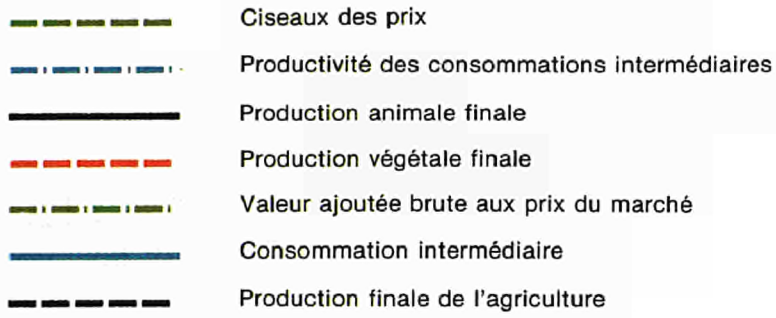 Ciseaux des prix
Productivité des consommations intermédiaires
Production animale finale
Production végétale finale
Valeur ajoutée brute aux prix du marché
Consommation intermédiaire
Production finale de l'agriculture